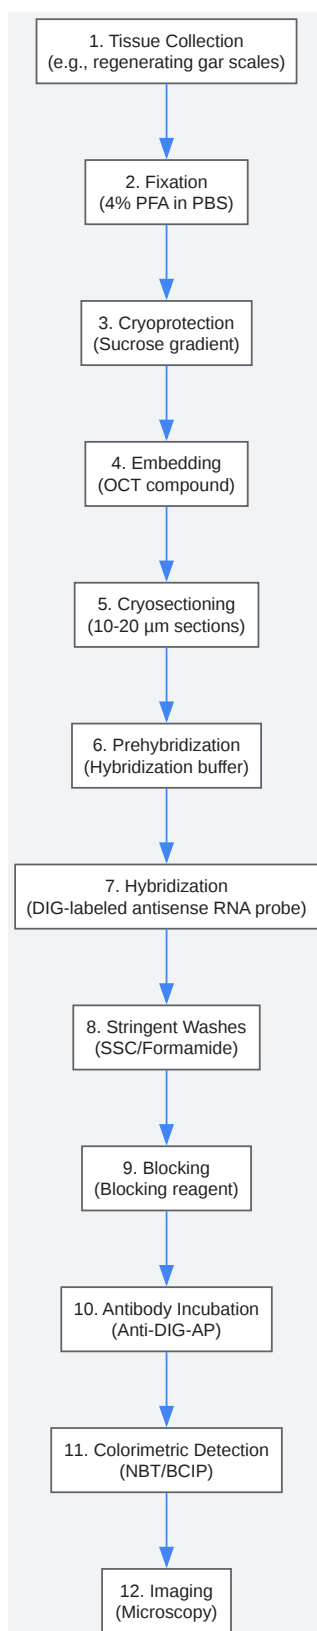 1. Tissue Collection
(e.g., regenerating gar scales)
2. Fixation
(4% PFA in PBS)
3. Cryoprotection
(Sucrose gradient)
4. Embedding
(OCT compound)
5. Cryosectioning
(10-20 µm sections)
6. Prehybridization
(Hybridization buffer)
7. Hybridization
(DIG-labeled antisense RNA probe)
8. Stringent Washes
(SSC/Formamide)
9. Blocking
(Blocking reagent)
10. Antibody Incubation
(Anti-DIG-AP)
11. Colorimetric Detection
(NBT/BCIP)
12. Imaging
(Microscopy)